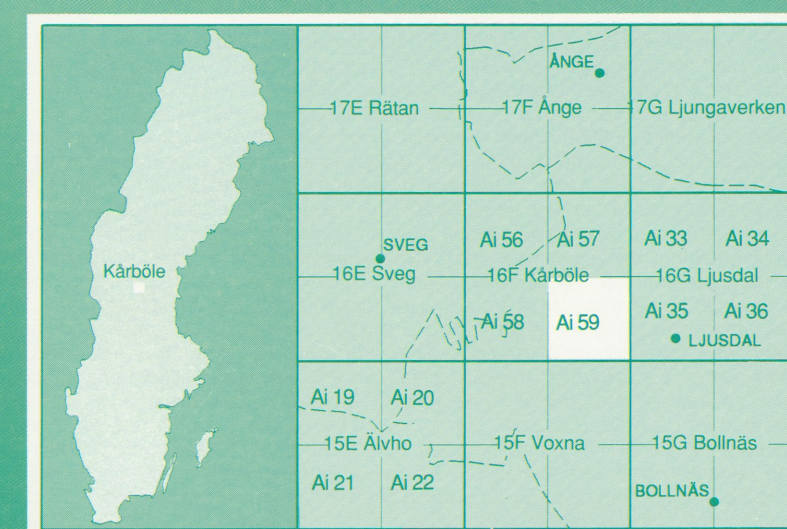 ÅNGE
17E Rätan
17F Ånge
17G Ljungaverken
Kårböle
SVEG
Ai 56
Ai 57
Ai 33
Ai 34
16E Sveg
16F Kårböle
16G Ljusdal
Ai 58
Ai 59
Ai 35
Ai 36
LJUSDAL
Ai 19
Ai 20
15E Älvho
15F Voxna
15G Bollnäs
Ai 21
Ai 22
BOLLNÄS